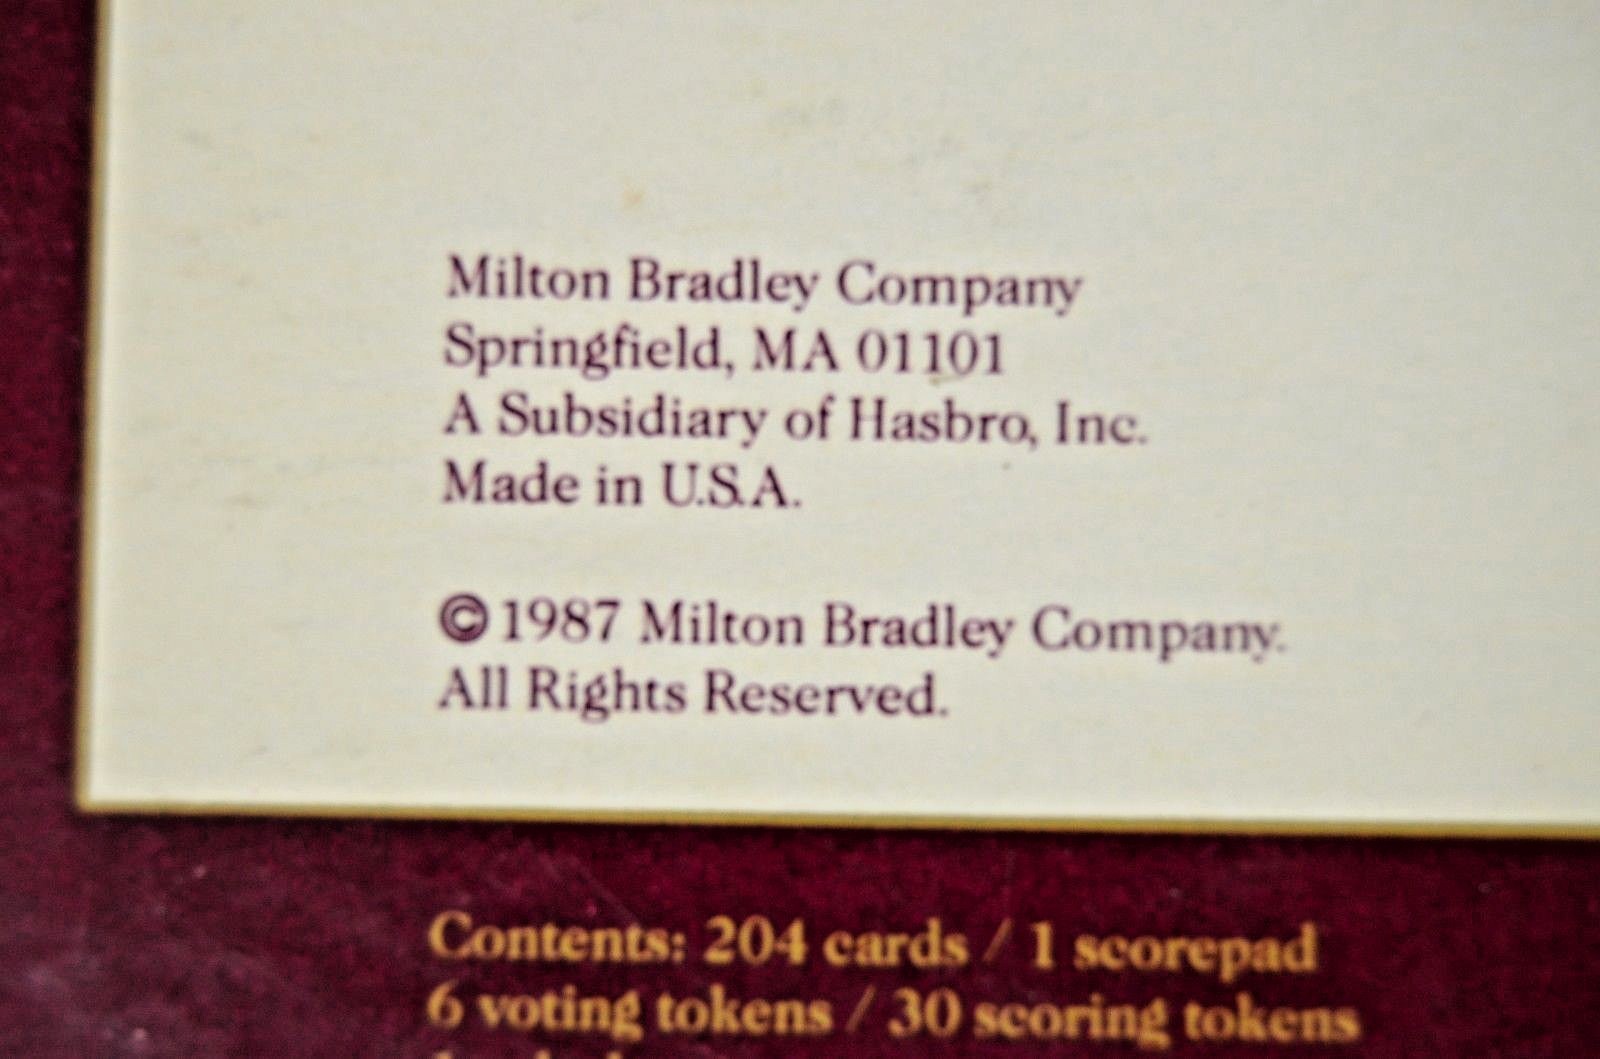 Milton Bradley Company
Springfield, MA 01101
A Subsidiary of Hasbro, Inc.
Made in U.S.A.
© 1987 Milton Bradley Company.
All Rights Reserved.
Contents: 204 cards / 1 scorepad
6 voting tokens / 30 scoring tokens